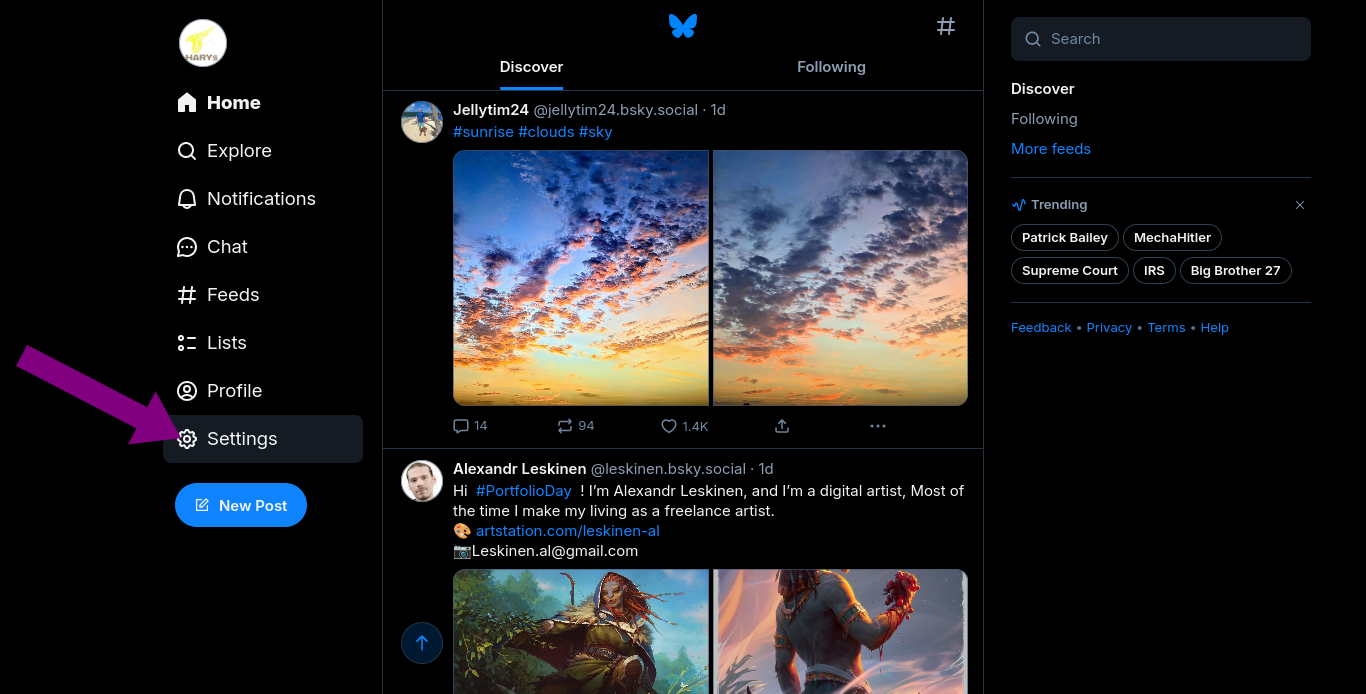 HARYs
Home
Explore
Notifications
Chat
Feeds
Lists
Profile
Settings
New Post
Discover
Following
Jellytim24 @jellytim24.bsky.social · 1d
#sunrise #clouds #sky
14
94
1.4K
Alexandr Leskinen @leskinen.bsky.social · 1d
Hi #PortfolioDay ! I’m Alexandr Leskinen, and I’m a digital artist, Most of
the time I make my living as a freelance artist.
🎨 artstation.com/leskinen-al
📷Leskinen.al@gmail.com
Search
Discover
Following
More feeds
Trending
Patrick Bailey
MechaHitler
Supreme Court
IRS
Big Brother 27
Feedback • Privacy • Terms • Help